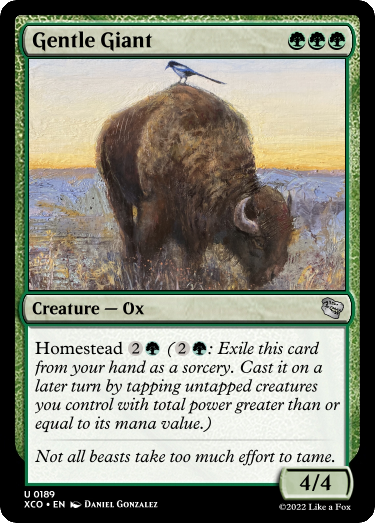 Gentle Giant
Creature — Ox
Homestead 2 (2: Exile this card
from your hand as a sorcery. Cast it on a
later turn by tapping untapped creatures
you control with total power greater than or
equal to its mana value.)
Not all beasts take too much effort to tame.
4/4
U 0189
XCO • EN Daniel Gonzalez
©2022 Like a Fox